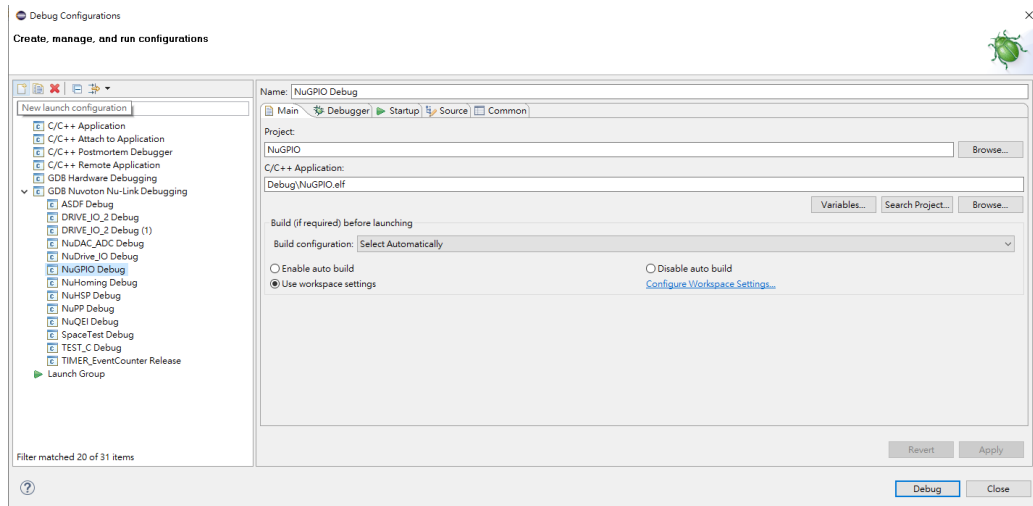 Debug Configurations
Create, manage, and run configurations
New launch configuration
C/C++ Application
C/C++ Attach to Application
C/C++ Postmortem Debugger
C/C++ Remote Application
GDB Hardware Debugging
GDB Nuvoton Nu-Link Debugging
ASDF Debug
DRIVE_IO_2 Debug
DRIVE_IO_2 Debug (1)
NuDAC_ADC Debug
NuDrive_IO Debug
NuGPIO Debug
NuHoming Debug
NuHSP Debug
NuPP Debug
NuQEI Debug
SpaceTest Debug
TEST_C Debug
TIMER_EventCounter Release
Launch Group
Filter matched 20 of 31 items
Name: NuGPIO Debug
Main Debugger Startup Source Common
Project:
NuGPIO Browse...
C/C++ Application:
Debug\NuGPIO.elf
Variables... Search Project... Browse...
Build (if required) before launching
Build configuration: Select Automatically
Enable auto build Disable auto build
Use workspace settings Configure Workspace Settings...
Revert Apply
Debug Close